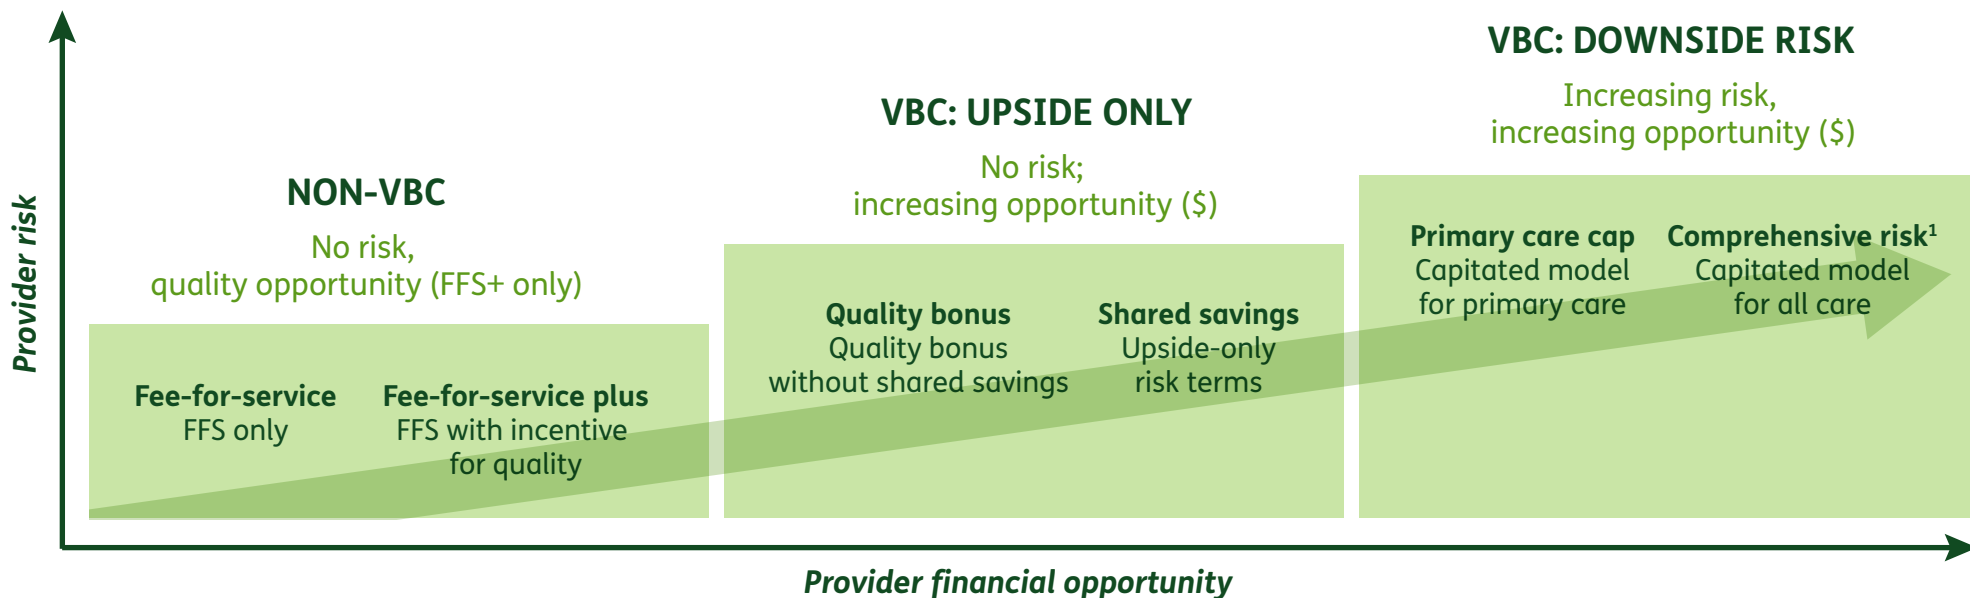 Provider risk
NON-VBC
No risk,
quality opportunity (FFS+ only)
Fee-for-service
FFS only
Fee-for-service plus
FFS with incentive
for quality
VBC: UPSIDE ONLY
No risk;
increasing opportunity ($)
Quality bonus
Quality bonus
without shared savings
Shared savings
Upside-only
risk terms
VBC: DOWNSIDE RISK
Increasing risk,
increasing opportunity ($)
Primary care cap
Capitated model
for primary care
Comprehensive risk¹
Capitated model
for all care
Provider financial opportunity